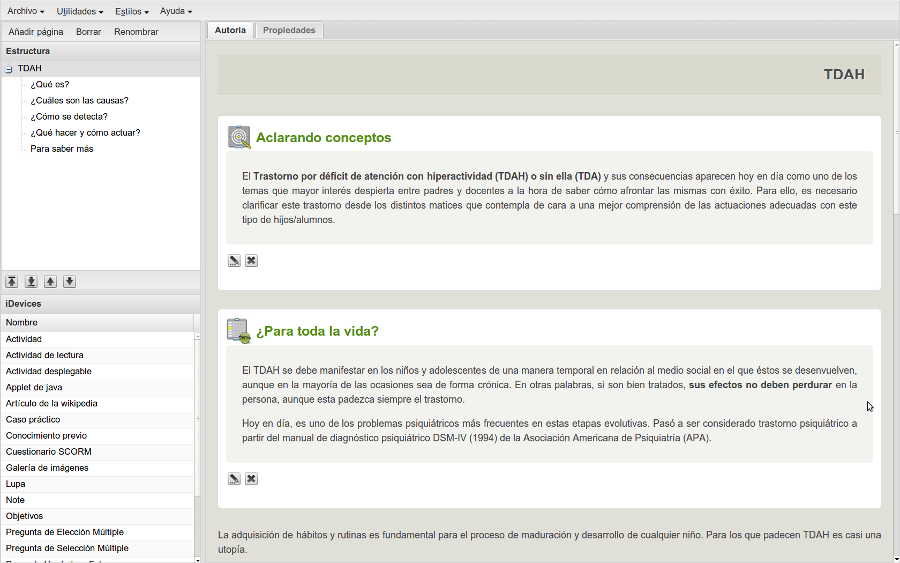 Archivo Utilidades Estilos Ayuda
Añadir página Borrar Renombrar
Estructura
TDAH
¿Qué es?
¿Cuáles son las causas?
¿Cómo se detecta?
¿Qué hacer y cómo actuar?
Para saber más
iDevices
Nombre
Actividad
Actividad de lectura
Actividad desplegable
Applet de java
Artículo de la wikipedia
Caso práctico
Conocimiento previo
Cuestionario SCORM
Galería de imágenes
Lupa
Note
Objetivos
Pregunta de Elección Múltiple
Pregunta de Selección Múltiple
Autoría Propiedades
TDAH
Aclarando conceptos
El Trastorno por déficit de atención con hiperactividad (TDAH) o sin ella (TDA) y sus consecuencias aparecen hoy en día como uno de los
temas que mayor interés despierta entre padres y docentes a la hora de saber cómo afrontar las mismas con éxito. Para ello, es necesario
clarificar este trastorno desde los distintos matices que contempla de cara a una mejor comprensión de las actuaciones adecuadas con este
tipo de hijos/alumnos.
¿Para toda la vida?
El TDAH se debe manifestar en los niños y adolescentes de una manera temporal en relación al medio social en el que éstos se desenvuelven,
aunque en la mayoría de las ocasiones sea de forma crónica. En otras palabras, si son bien tratados, sus efectos no deben perdurar en la
persona, aunque esta padezca siempre el trastorno.
Hoy en día, es uno de los problemas psiquiátricos más frecuentes en estas etapas evolutivas. Pasó a ser considerado trastorno psiquiátrico a
partir del manual de diagnóstico psiquiátrico DSM-IV (1994) de la Asociación Americana de Psiquiatría (APA).
La adquisición de hábitos y rutinas es fundamental para el proceso de maduración y desarrollo de cualquier niño. Para los que padecen TDAH es casi una
utopía.